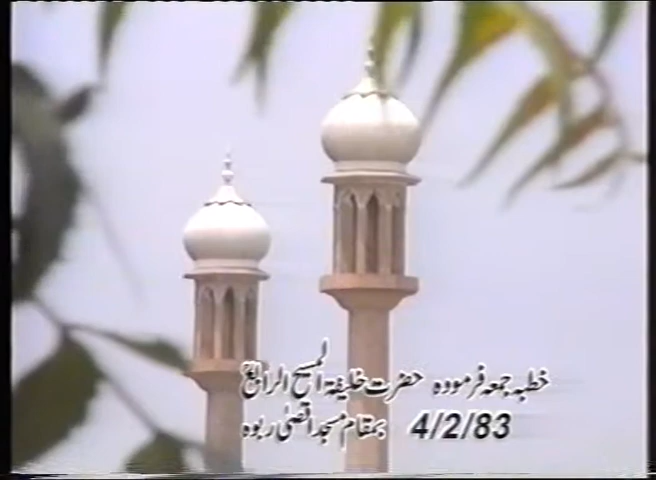 خطبہ جمعہ فرمودہ حضرت خلیفۃ المسیح الرابعؒ
4/2/83 بمقام مسجد اقصیٰ ربوہ